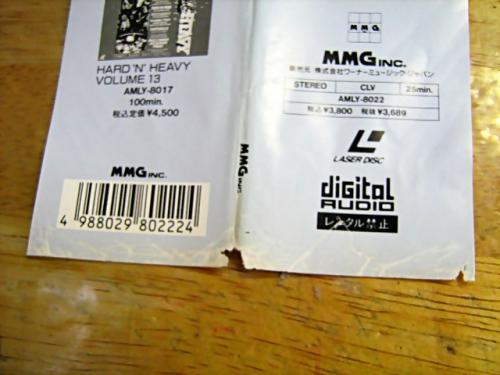 HEAVY
HARD 'N' HEAVY
VOLUME 13
AMLY-8017
100min.
税込定価 ¥4,500
MMG INC.
4 988029 802224
MMG INC.
MMG
MMG INC.
販売元 株式会社ワーナーミュージック・ジャパン
STEREO CLV 25min.
AMLY-8022
税込¥3,800 税抜¥3,689
LASER DISC
digital
AUDIO
レンタル禁止